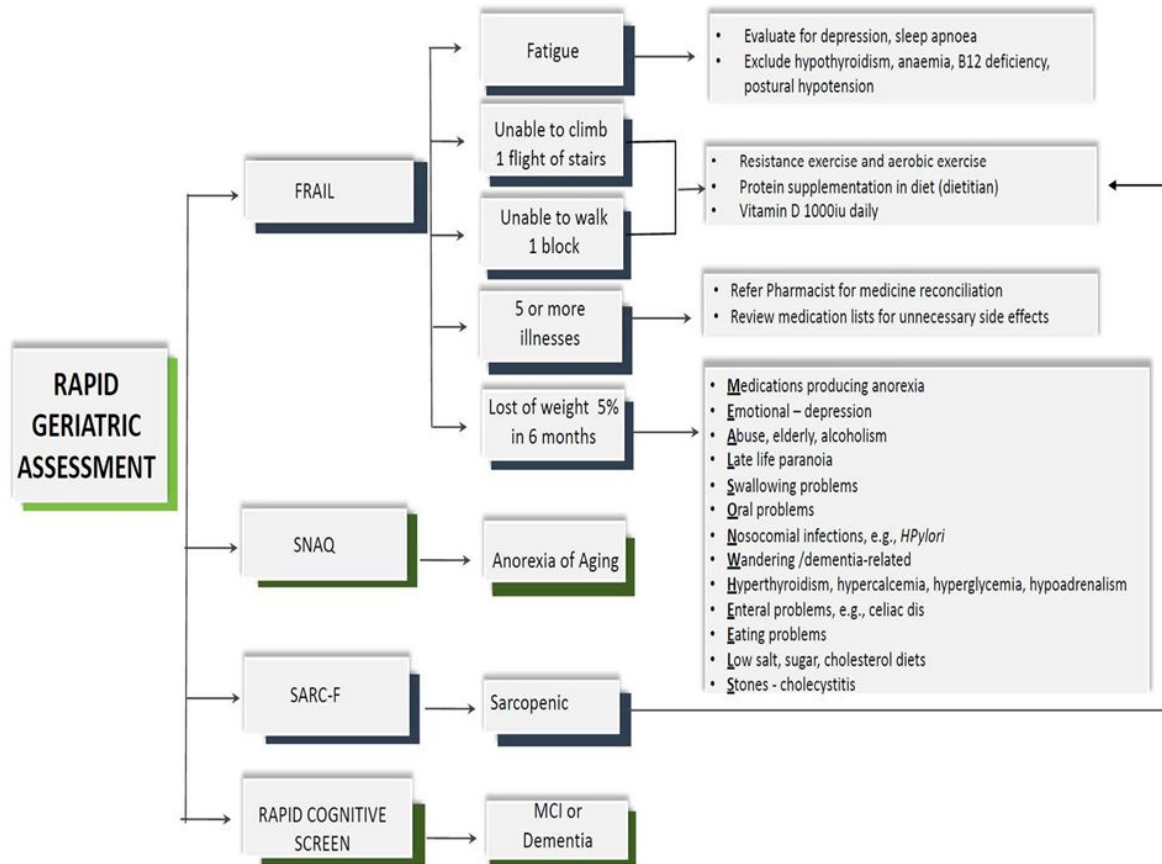 Fatigue
• Evaluate for depression, sleep apnoea
• Exclude hypothyroidism, anaemia, B12 deficiency,
postural hypotension
Unable to climb
1 flight of stairs
FRAIL
• Resistance exercise and aerobic exercise
• Protein supplementation in diet (dietitian)
• Vitamin D 1000iu daily
Unable to walk
1 block
5 or more
illnesses
• Refer Pharmacist for medicine reconciliation
• Review medication lists for unnecessary side effects
RAPID
GERIATRIC
ASSESSMENT
Lost of weight 5%
in 6 months
• Medications producing anorexia
• Emotional – depression
• Abuse, elderly, alcoholism
• Late life paranoia
• Swallowing problems
• Oral problems
• Nosocomial infections, e.g., HPylori
• Wandering /dementia-related
• Hyperthyroidism, hypercalcemia, hyperglycemia, hypoadrenalism
• Enteral problems, e.g., celiac dis
• Eating problems
• Low salt, sugar, cholesterol diets
• Stones - cholecystitis
SNAQ
Anorexia of Aging
SARC-F
Sarcopenic
RAPID COGNITIVE
SCREEN
MCI or
Dementia